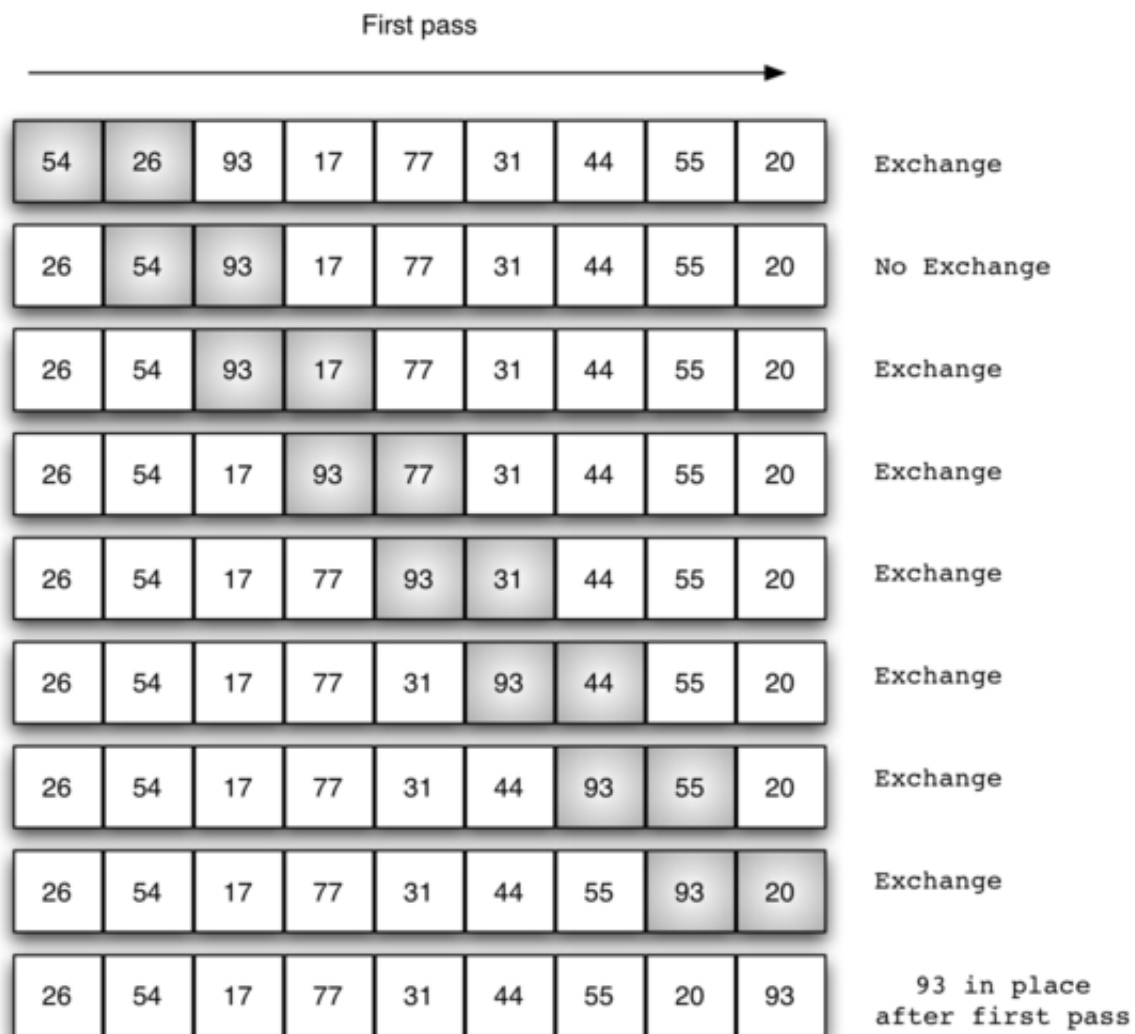 First pass
54 26 93 17 77 31 44 55 20 Exchange
26 54 93 17 77 31 44 55 20 No Exchange
26 54 93 17 77 31 44 55 20 Exchange
26 54 17 93 77 31 44 55 20 Exchange
26 54 17 77 93 31 44 55 20 Exchange
26 54 17 77 31 93 44 55 20 Exchange
26 54 17 77 31 44 93 55 20 Exchange
26 54 17 77 31 44 55 93 20 Exchange
26 54 17 77 31 44 55 20 93 93 in place
after first pass